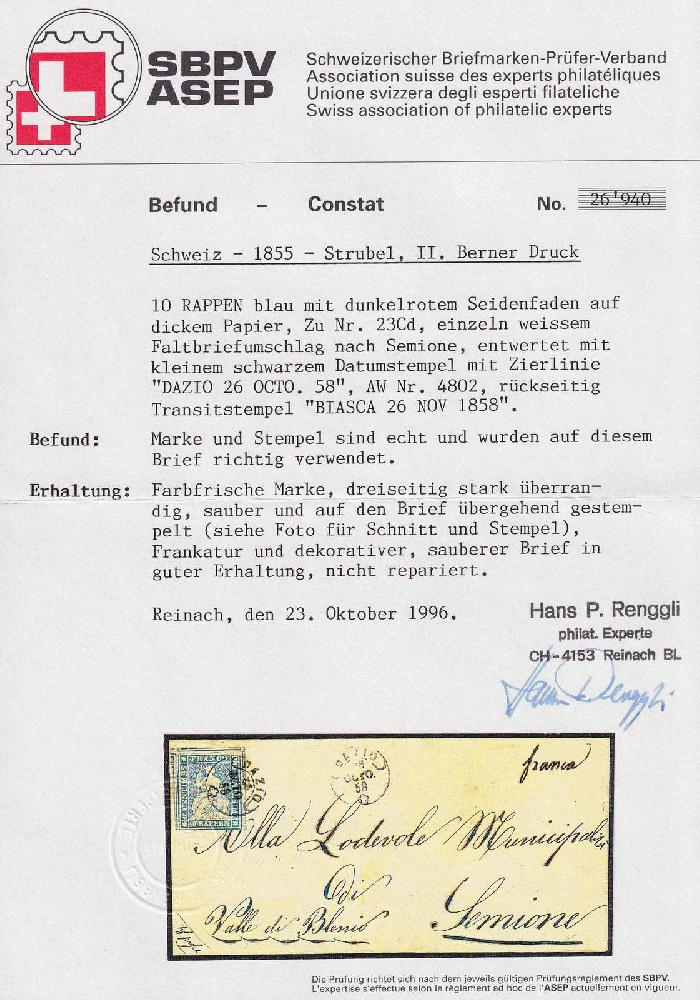 SBPV
ASEP
Schweizerischer Briefmarken-Prüfer-Verband
Association suisse des experts philatéliques
Unione svizzera degli esperti filateliche
Swiss association of philatelic experts
Befund – Constat No. 26'940
Schweiz - 1855 - Strubel, II. Berner Druck
10 RAPPEN blau mit dunkelrotem Seidenfaden auf
dickem Papier, Zu Nr. 23Cd, einzeln weissem
Faltbriefumschlag nach Semione, entwertet mit
kleinem schwarzem Datumstempel mit Zierlinie
"DAZIO 26 OCTO. 58", AW Nr. 4802, rückseitig
Transitstempel "BIASCA 26 NOV 1858".
Befund: Marke und Stempel sind echt und wurden auf diesem
Brief richtig verwendet.
Erhaltung: Farbfrische Marke, dreiseitig stark überran-
dig, sauber und auf den Brief übergehend gestem-
pelt (siehe Foto für Schnitt und Stempel),
Frankatur und dekorativer, sauberer Brief in
guter Erhaltung, nicht repariert.
Reinach, den 23. Oktober 1996.
Hans P. Renggli
philat. Experte
CH-4153 Reinach BL
Hans P. Renggli
FRANCO
RAPPEN
DAZIO
DAZIO
58
franca
Alla Lodevole Municipalità
di
Valle di Blenio Semione
Die Prüfung richtet sich nach dem jeweils gültigen Prüfungsreglement des SBPV.
L'expertise s'effectue selon le règlement ad hoc de l'ASEP actuellement en vigueur.